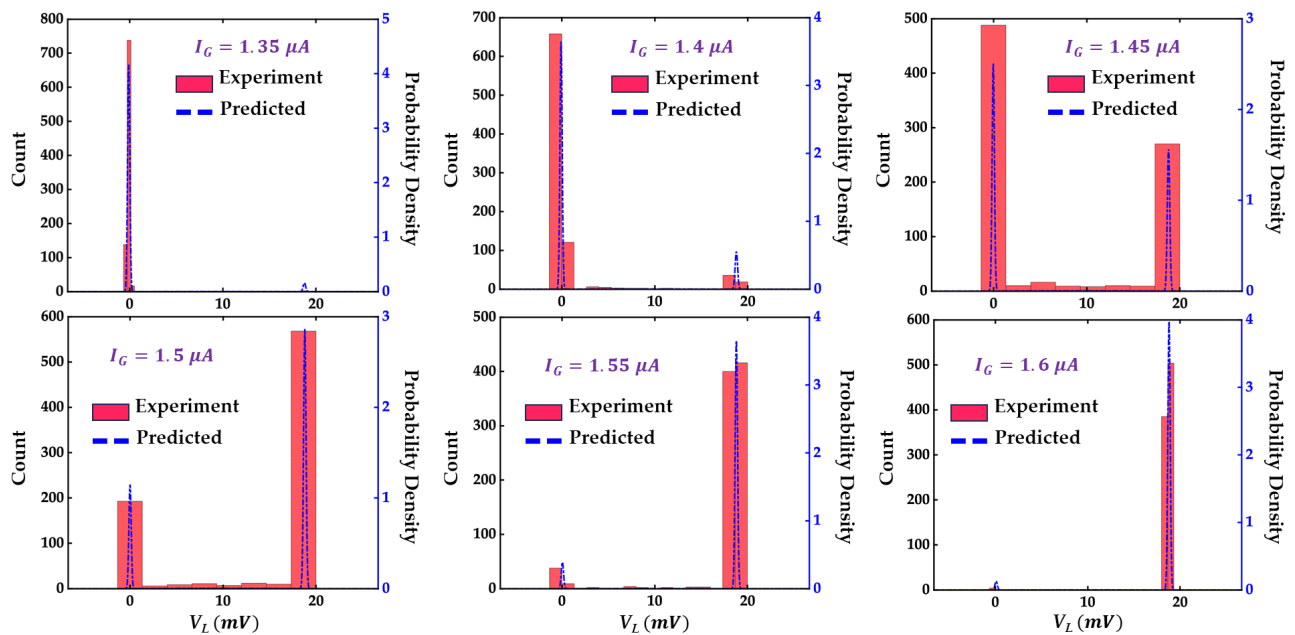 I_G = 1.35 μA
Experiment
Predicted
Count
Probability Density
800
700
600
500
400
300
200
100
0
0
10
20
5
4
3
2
1
0
I_G = 1.4 μA
Experiment
Predicted
Count
Probability Density
700
600
500
400
300
200
100
0
0
10
20
4
3
2
1
0
I_G = 1.45 μA
Experiment
Predicted
Count
Probability Density
500
400
300
200
100
0
0
10
20
3
2
1
0
I_G = 1.5 μA
Experiment
Predicted
Count
Probability Density
600
500
400
300
200
100
0
0
10
20
3
2
1
0
V_L (mV)
I_G = 1.55 μA
Experiment
Predicted
Count
Probability Density
500
400
300
200
100
0
0
10
20
4
3
2
1
0
V_L (mV)
I_G = 1.6 μA
Experiment
Predicted
Count
Probability Density
600
500
400
300
200
100
0
0
10
20
4
3
2
1
0
V_L (mV)